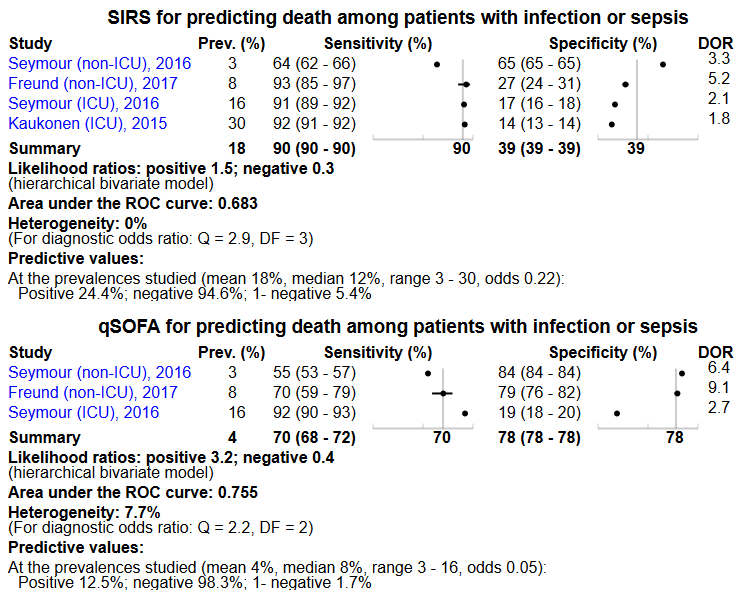 SIRS for predicting death among patients with infection or sepsis
Study Prev. (%) Sensitivity (%) Specificity (%) DOR
Seymour (non-ICU), 2016 3 64 (62 - 66) 65 (65 - 65) 3.3
Freund (non-ICU), 2017 8 93 (85 - 97) 27 (24 - 31) 5.2
Seymour (ICU), 2016 16 91 (89 - 92) 17 (16 - 18) 2.1
Kaukonen (ICU), 2015 30 92 (91 - 92) 14 (13 - 14) 1.8
Summary 18 90 (90 - 90) 90 39 (39 - 39) 39
Likelihood ratios: positive 1.5; negative 0.3
(hierarchical bivariate model)
Area under the ROC curve: 0.683
Heterogeneity: 0%
(For diagnostic odds ratio: Q = 2.9, DF = 3)
Predictive values:
At the prevalences studied (mean 18%, median 12%, range 3 - 30, odds 0.22):
Positive 24.4%; negative 94.6%; 1- negative 5.4%
qSOFA for predicting death among patients with infection or sepsis
Study Prev. (%) Sensitivity (%) Specificity (%) DOR
Seymour (non-ICU), 2016 3 55 (53 - 57) 84 (84 - 84) 6.4
Freund (non-ICU), 2017 8 70 (59 - 79) 79 (76 - 82) 9.1
Seymour (ICU), 2016 16 92 (90 - 93) 19 (18 - 20) 2.7
Summary 4 70 (68 - 72) 70 78 (78 - 78) 78
Likelihood ratios: positive 3.2; negative 0.4
(hierarchical bivariate model)
Area under the ROC curve: 0.755
Heterogeneity: 7.7%
(For diagnostic odds ratio: Q = 2.2, DF = 2)
Predictive values:
At the prevalences studied (mean 4%, median 8%, range 3 - 16, odds 0.05):
Positive 12.5%; negative 98.3%; 1- negative 1.7%